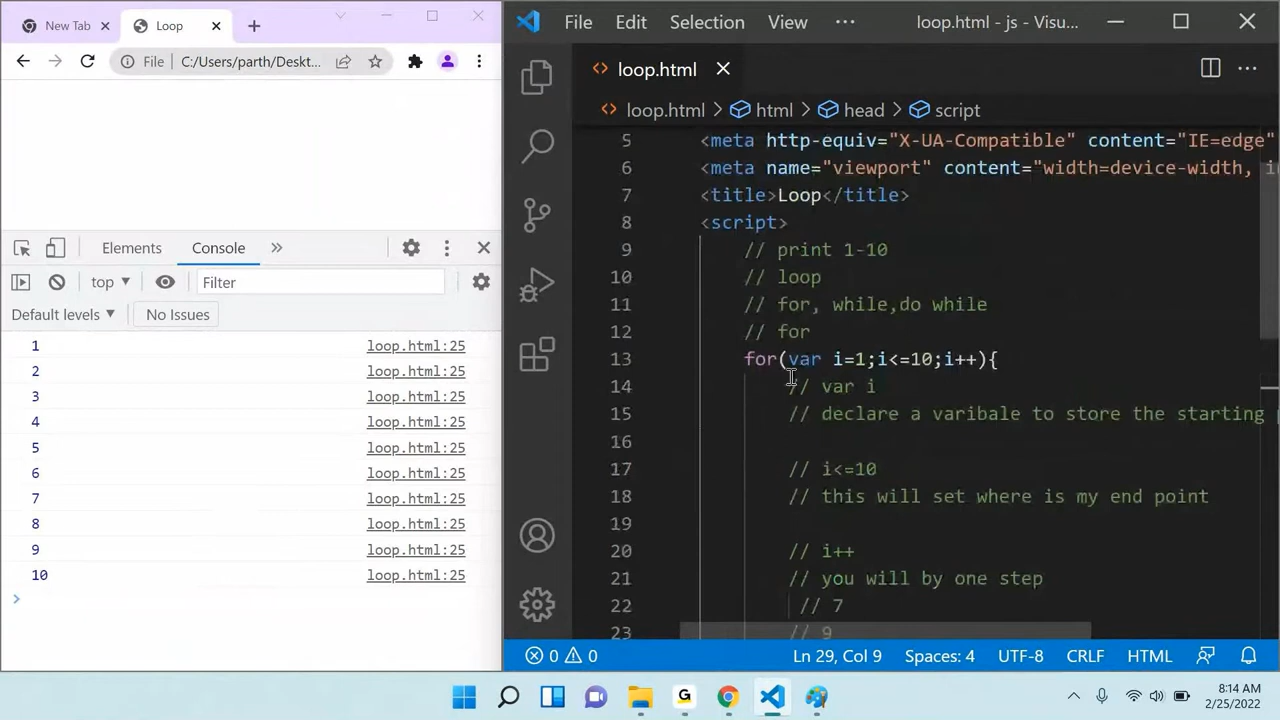 New Tab
Loop
File Edit Selection View ··· loop.html - js - Visu...
File C:/Users/parth/Deskt...
loop.html
loop.html > html > head > script
Elements Console »
top Filter
Default levels No Issues
1 loop.html:25
2 loop.html:25
3 loop.html:25
4 loop.html:25
5 loop.html:25
6 loop.html:25
7 loop.html:25
8 loop.html:25
9 loop.html:25
10 loop.html:25
>
5 <meta http-equiv="X-UA-Compatible" content="IE=edge"
6 <meta name="viewport" content="width=device-width,
7 <title>Loop</title>
8 <script>
9 // print 1-10
10 // loop
11 // for, while,do while
12 // for
13 for(var i=1;i<=10;i++){
14 // var i
15 // declare a varibale to store the starting
16
17 // i<=10
18 // this will set where is my end point
19
20 // i++
21 // you will by one step
22 // 7
23 // 9
0 0 Ln 29, Col 9 Spaces: 4 UTF-8 CRLF HTML
G
8:14 AM
2/25/2022